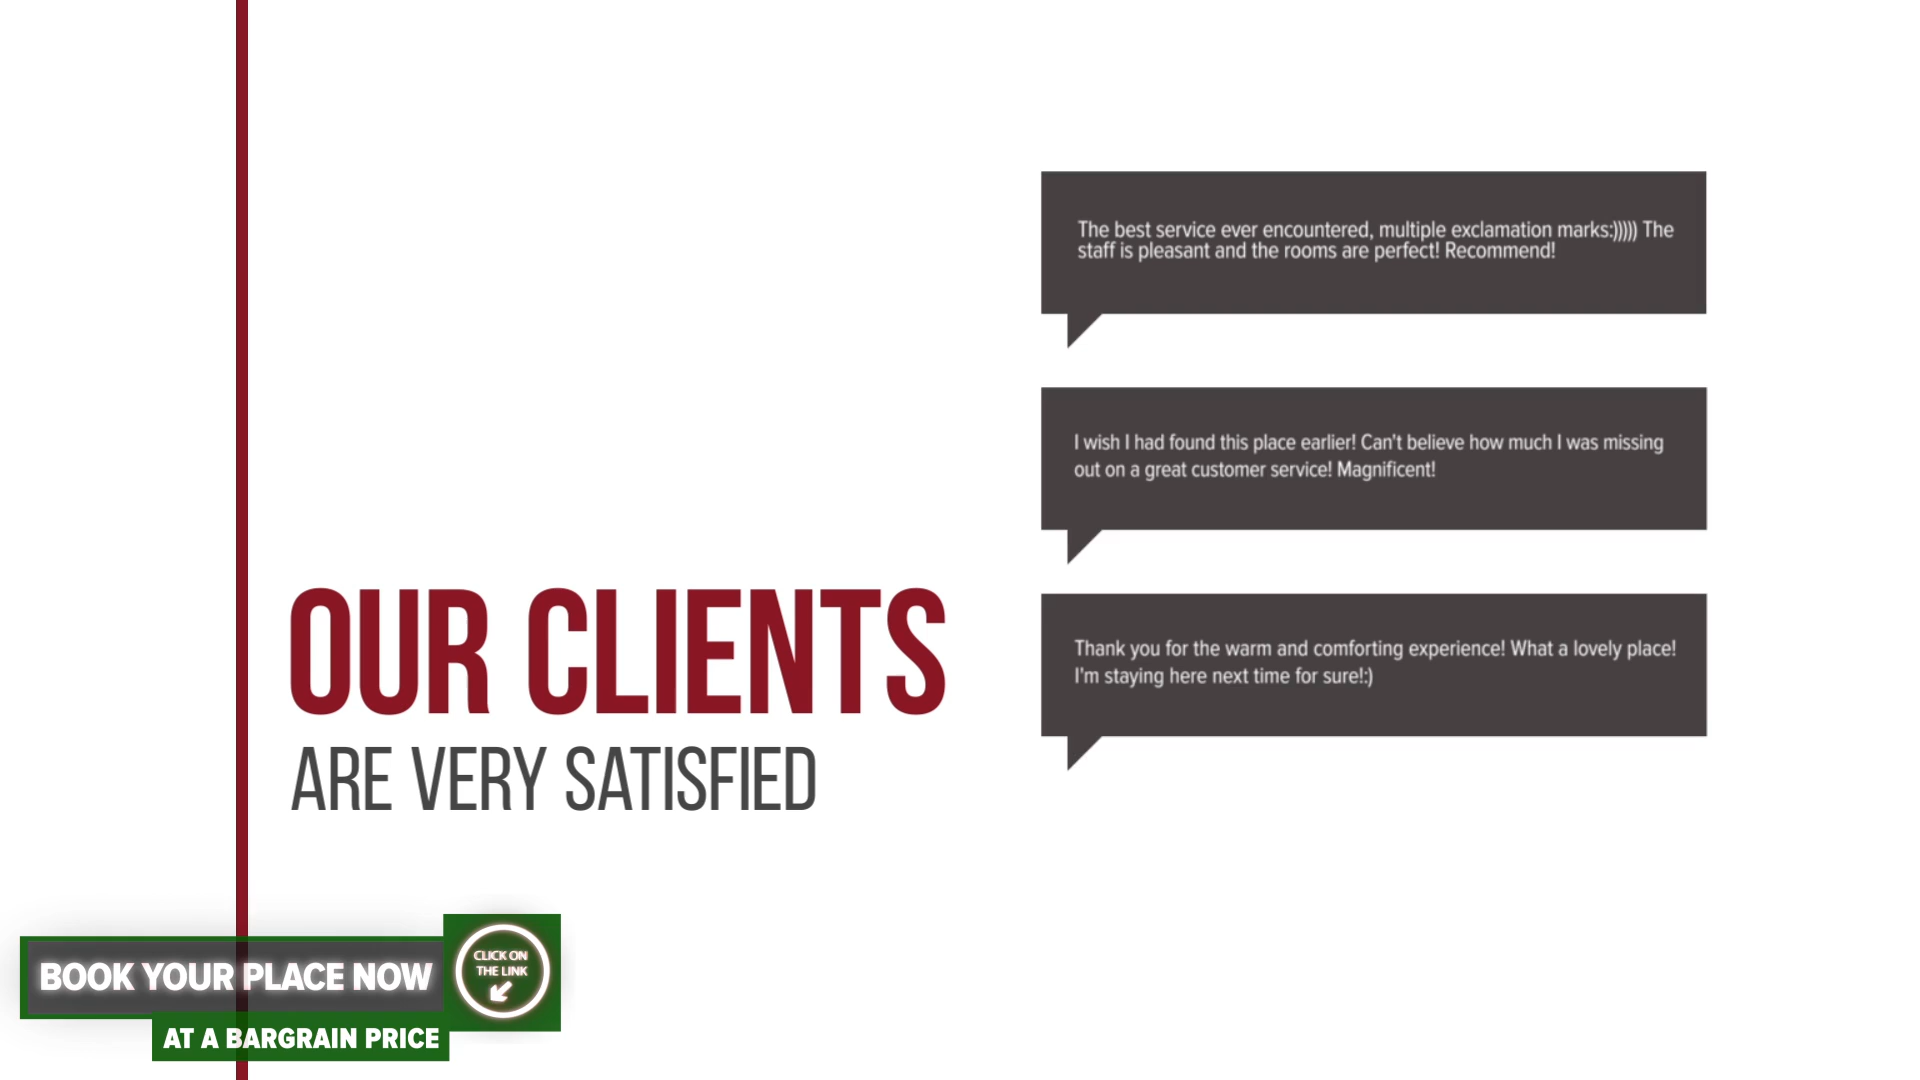 The best service ever encountered, multiple exclamation marks:))))) The
staff is pleasant and the rooms are perfect! Recommend!
I wish I had found this place earlier! Can't believe how much I was missing
out on a great customer service! Magnificent!
Thank you for the warm and comforting experience! What a lovely place!
I'm staying here next time for sure!:)
OUR CLIENTS
ARE VERY SATISFIED
BOOK YOUR PLACE NOW
CLICK ON
THE LINK
AT A BARGRAIN PRICE